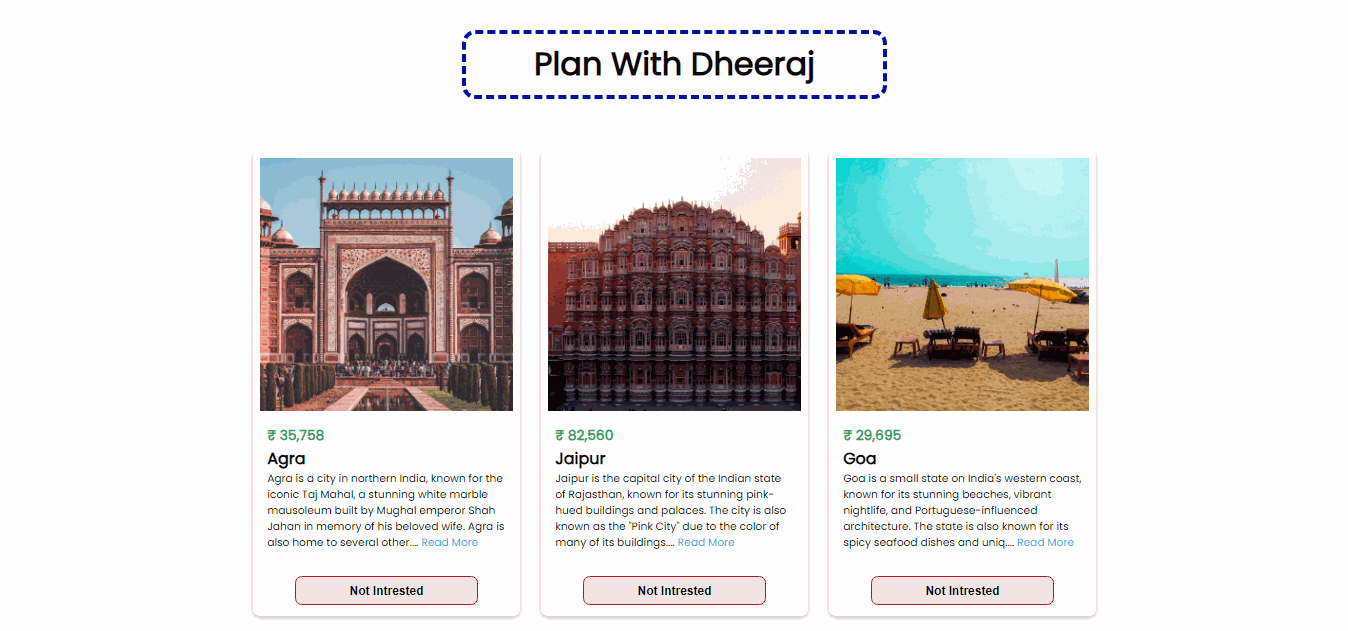 Plan With Dheeraj
₹ 35,758
Agra
Agra is a city in northern India, known for the
iconic Taj Mahal, a stunning white marble
mausoleum built by Mughal emperor Shah
Jahan in memory of his beloved wife. Agra is
also home to several other.... Read More
Not Intrested
₹ 82,560
Jaipur
Jaipur is the capital city of the Indian state
of Rajasthan, known for its stunning pink-
hued buildings and palaces. The city is also
known as the "Pink City" due to the color of
many of its buildings.... Read More
Not Intrested
₹ 29,695
Goa
Goa is a small state on India's western coast,
known for its stunning beaches, vibrant
nightlife, and Portuguese-influenced
architecture. The state is also known for its
spicy seafood dishes and uniq.... Read More
Not Intrested